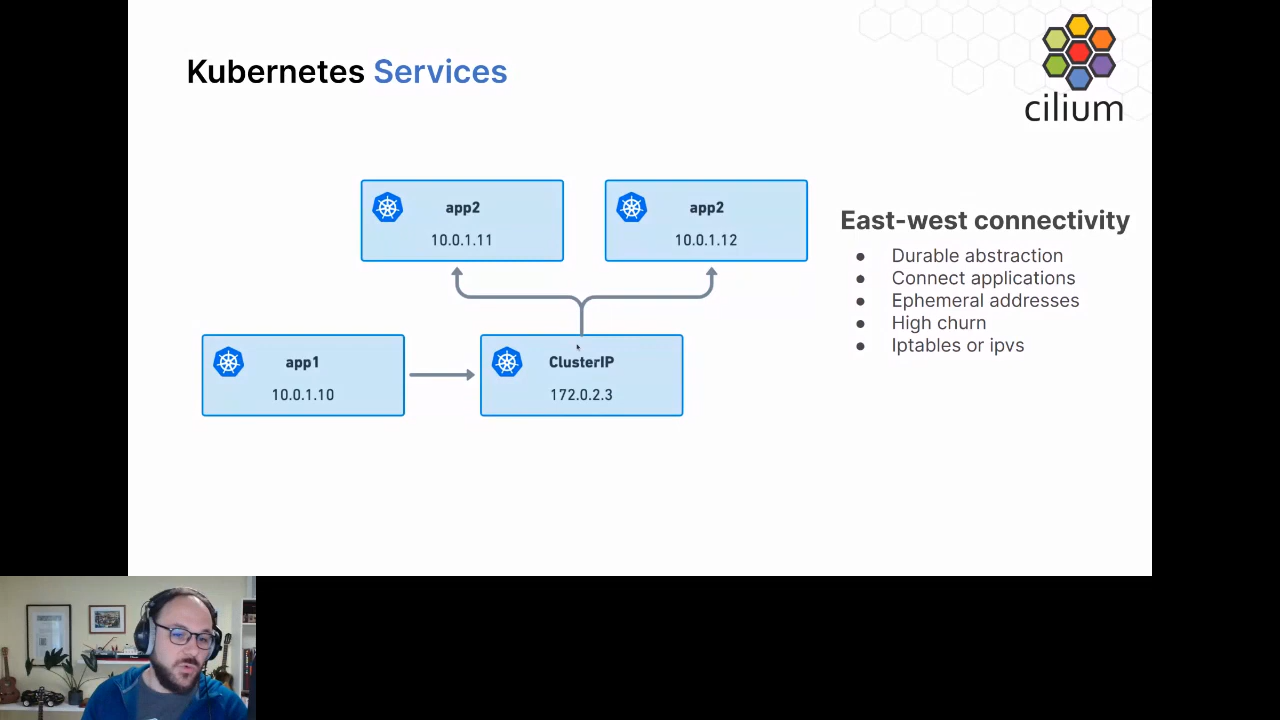 Kubernetes Services
cilium
app2
10.0.1.11
app2
10.0.1.12
app1
10.0.1.10
ClusterIP
172.0.2.3
East-west connectivity
● Durable abstraction
● Connect applications
● Ephemeral addresses
● High churn
● Iptables or ipvs